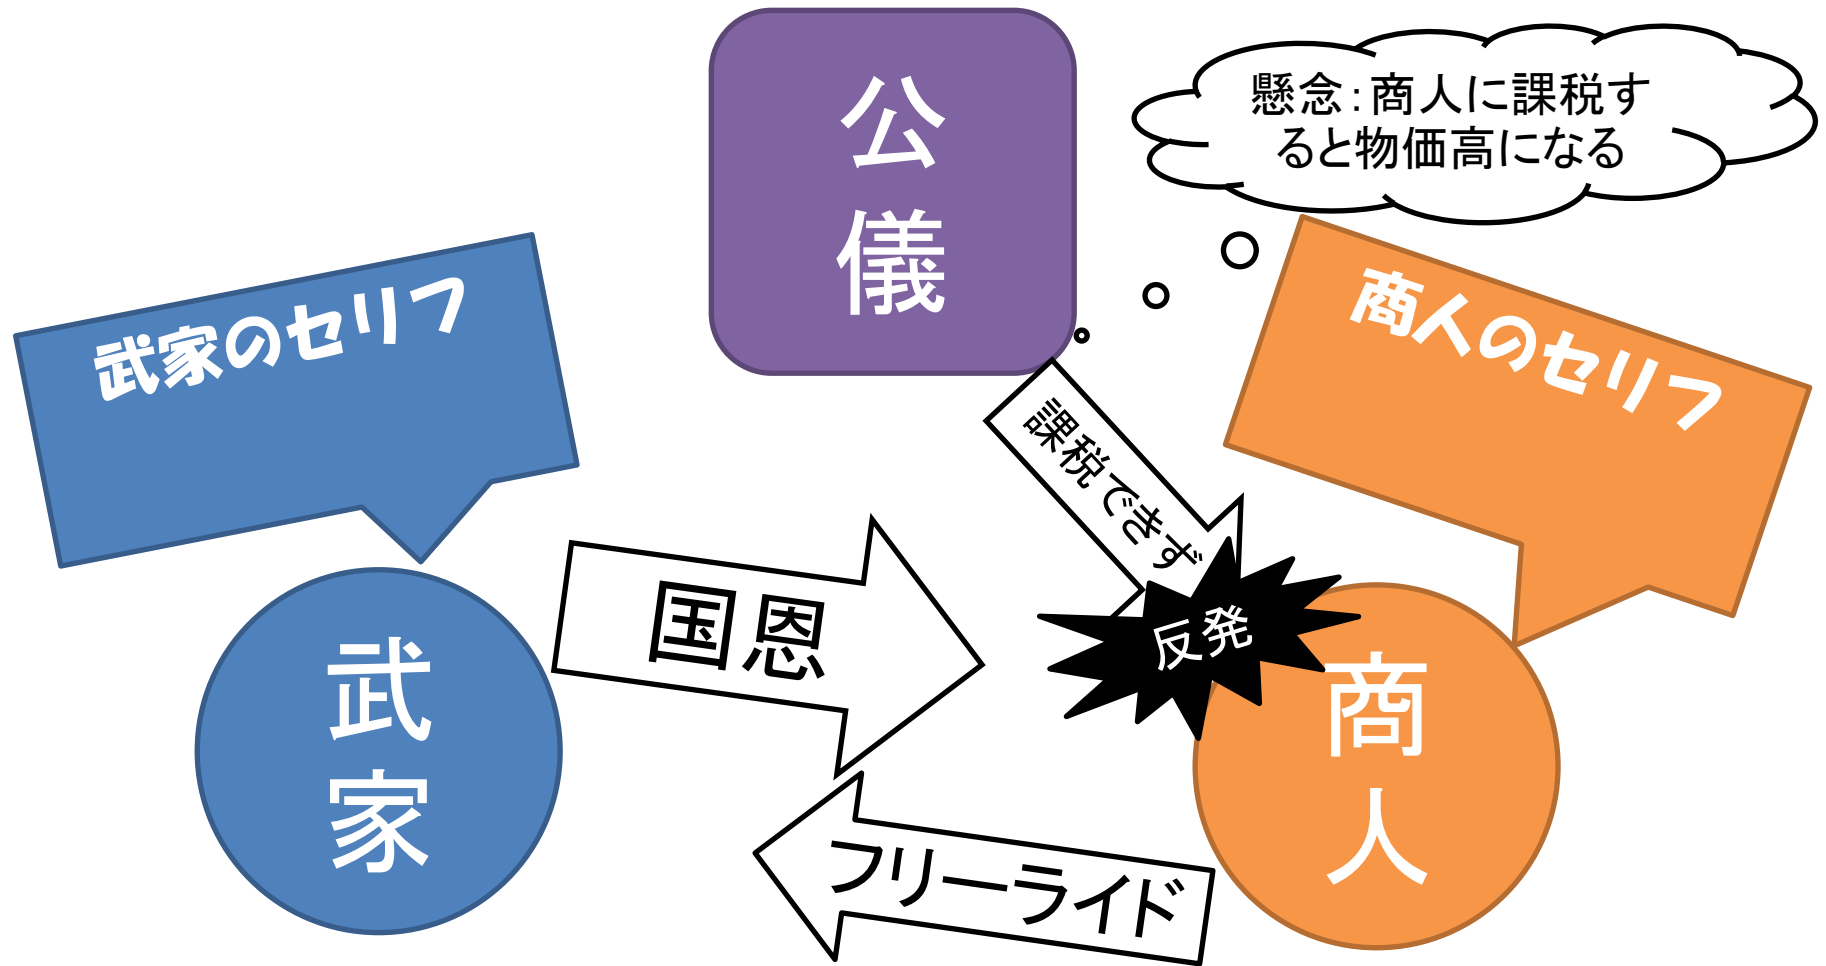 公
儀
懸念：商人に課税す
ると物価高になる
武家のセリフ
商人のセリフ
課税できず
国恩
反発
武
家
商
人
フリーライド